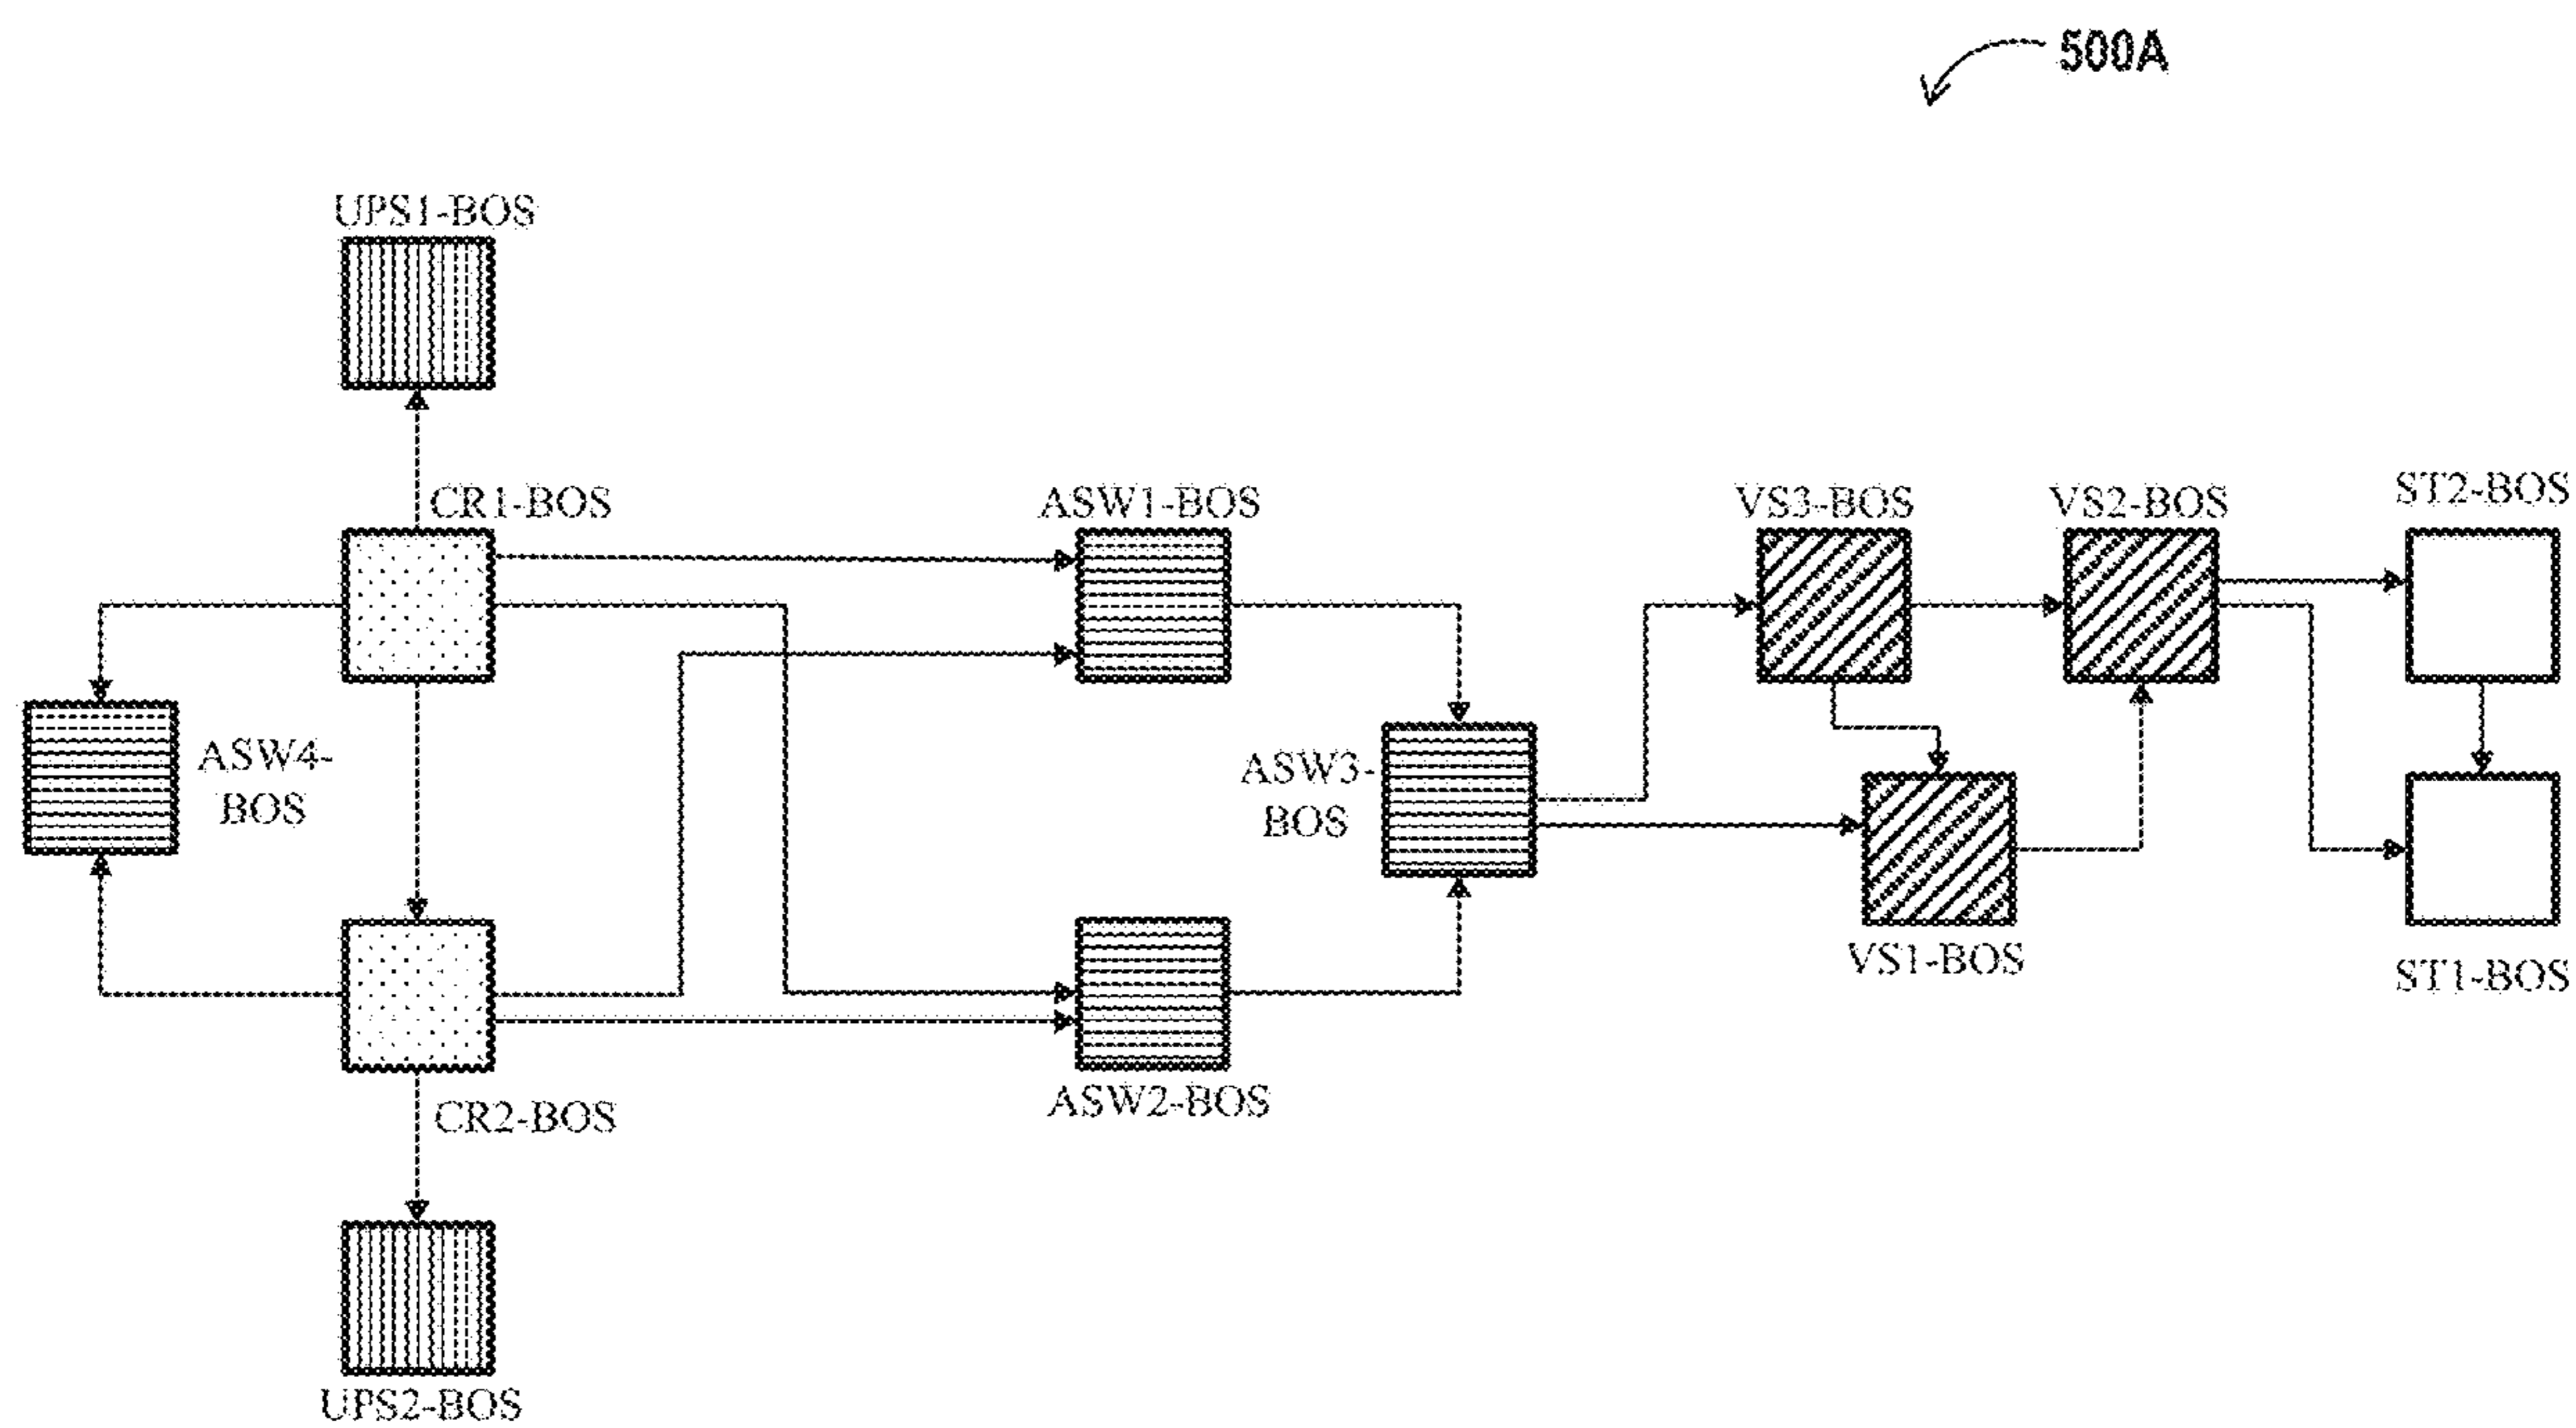 500A
UPS1-BOS
CR1-BOS
ASW1-BOS
VS3-BOS
VS2-BOS
ST2-BOS
ASW4-
BOS
ASW3-
BOS
VS1-BOS
ST1-BOS
CR2-BOS
ASW2-BOS
UPS2-BOS